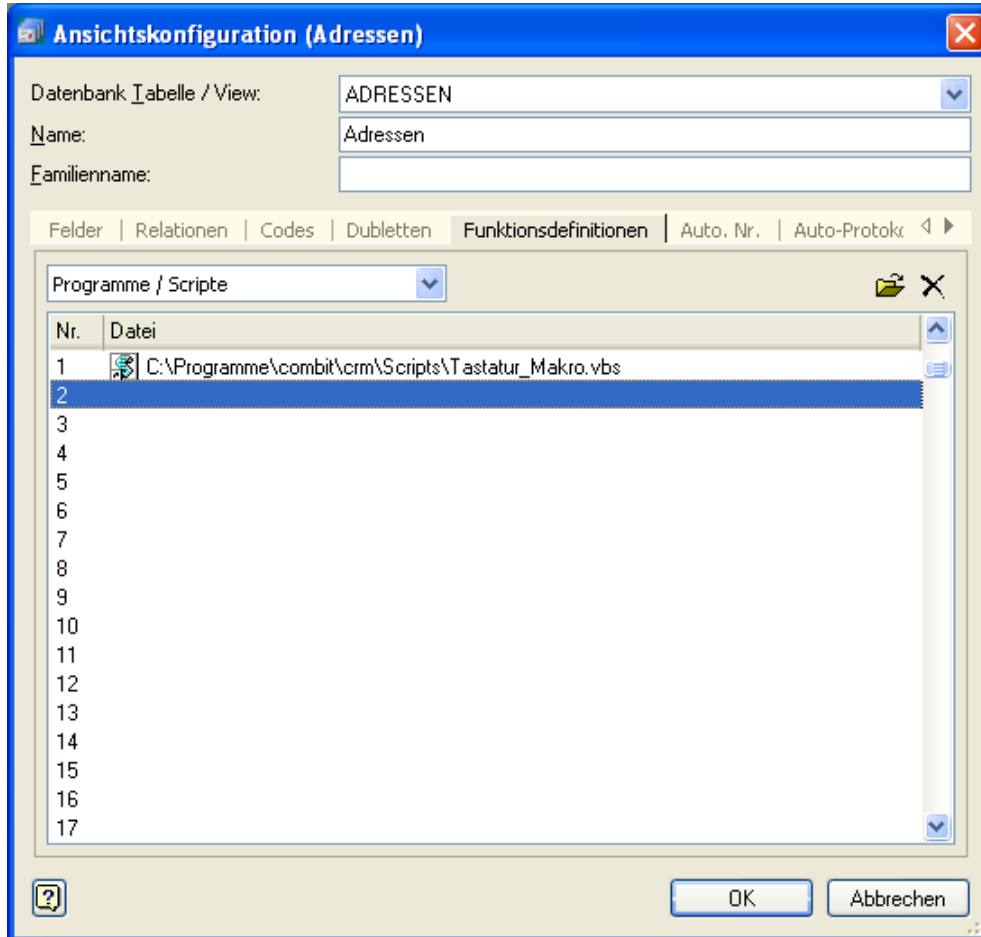 Ansichtskonfiguration (Adressen)
Datenbank Tabelle / View: ADRESSEN
Name: Adressen
Familienname:
Felder | Relationen | Codes | Dubletten Funktionsdefinitionen | Auto. Nr. | Auto-Protoko
Programme / Scripte
Nr. Datei
1 C:\Programme\combit\crm\Scripts\Tastatur_Makro.vbs
2
3
4
5
6
7
8
9
10
11
12
13
14
15
16
17
OK Abbrechen